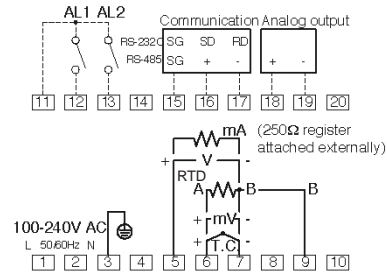 AL1 AL2
Communication Analog output
RS-232C SG SD RD
RS-485 SG + - + -
11 12 13 14 15 16 17 18 19 20
mA (250Ω register
attached externally)
+ V -
RTD
A B B
100-240V AC
+ mV -
L 50/60Hz N
T.C.
1 2 3 4 5 6 7 8 9 10